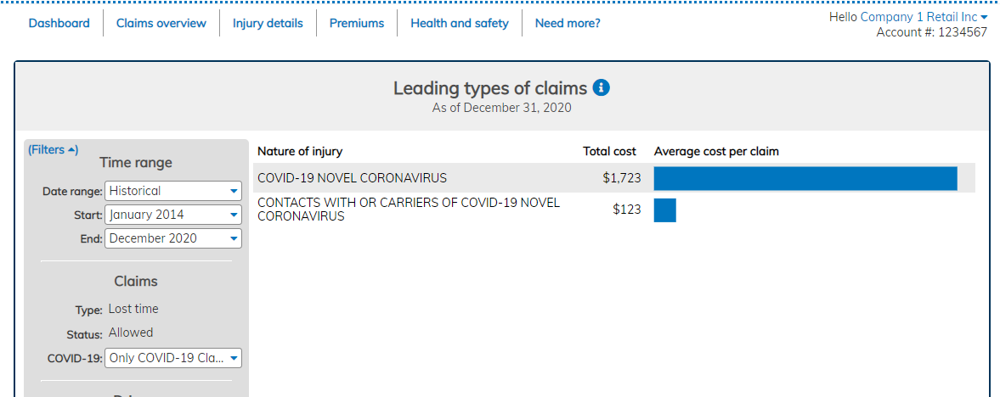 Dashboard
Claims overview
Injury details
Premiums
Health and safety
Need more?
Hello Company 1 Retail Inc
Account #: 1234567
Leading types of claims
As of December 31, 2020
(Filters
)
Time range
Date range: Historical
Start: January 2014
End: December 2020
Claims
Type: Lost time
Status: Allowed
COVID-19: Only COVID-19 Cla...
Nature of injury Total cost Average cost per claim
COVID-19 NOVEL CORONAVIRUS $1,723
CONTACTS WITH OR CARRIERS OF COVID-19 NOVEL
CORONAVIRUS $123